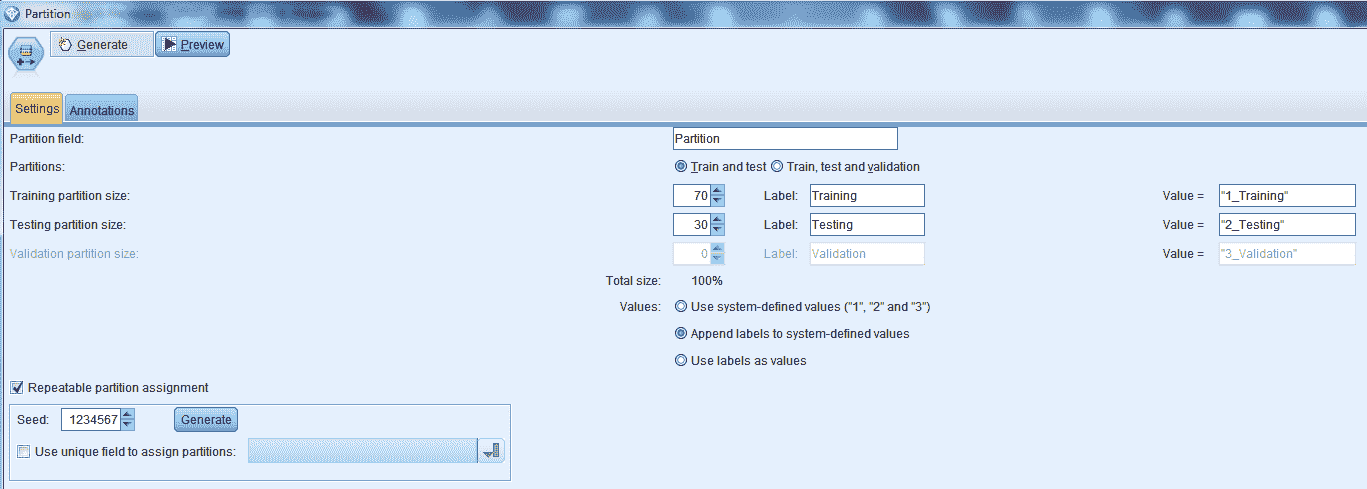 Partition
Generate Preview
Settings Annotations
Partition field: Partition
Partitions: Train and test Train, test and validation
Training partition size: 70 Label: Training Value = "1_Training"
Testing partition size: 30 Label: Testing Value = "2_Testing"
Validation partition size: 0 Label: Validation Value = "3_Validation"
Total size: 100%
Values: Use system-defined values ("1", "2" and "3")
Append labels to system-defined values
Use labels as values
Repeatable partition assignment
Seed: 1234567 Generate
Use unique field to assign partitions: